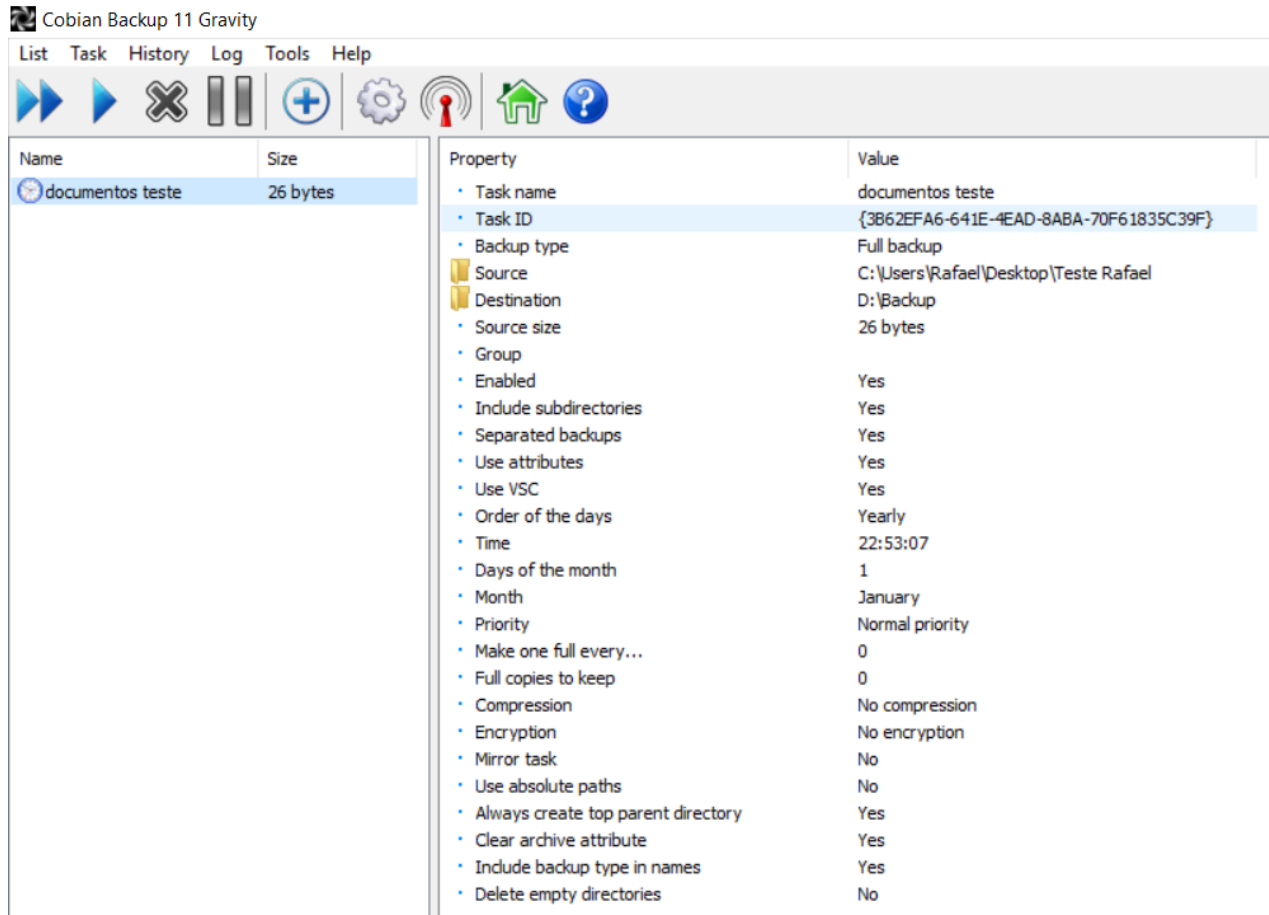 Cobian Backup 11 Gravity
List Task History Log Tools Help
Name Size
documentos teste 26 bytes
Property Value
Task name documentos teste
Task ID {3B62EFA6-641E-4EAD-8ABA-70F61835C39F}
Backup type Full backup
Source C:\Users\Rafael\Desktop\Teste Rafael
Destination D:\Backup
Source size 26 bytes
Group
Enabled Yes
Include subdirectories Yes
Separated backups Yes
Use attributes Yes
Use VSC Yes
Order of the days Yearly
Time 22:53:07
Days of the month 1
Month January
Priority Normal priority
Make one full every... 0
Full copies to keep 0
Compression No compression
Encryption No encryption
Mirror task No
Use absolute paths No
Always create top parent directory Yes
Clear archive attribute Yes
Include backup type in names Yes
Delete empty directories No